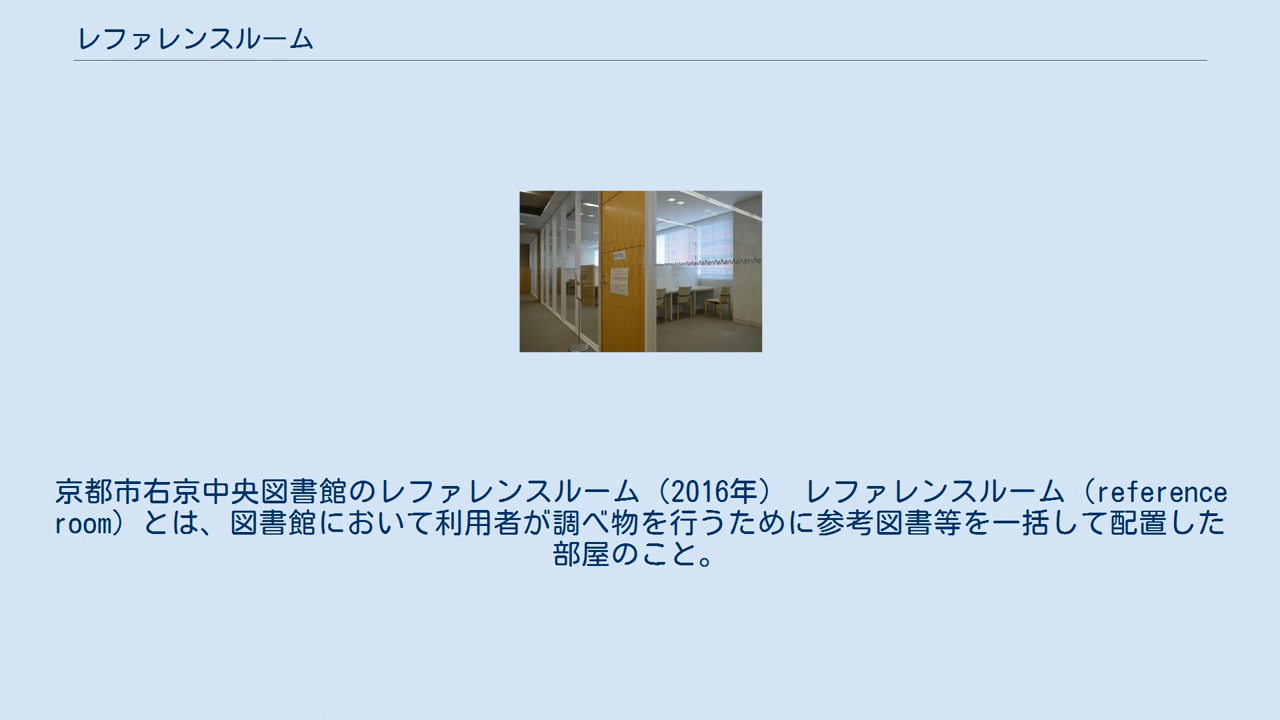 レファレンスルーム
京都市右京中央図書館のレファレンスルーム（2016年） レファレンスルーム（reference
room）とは、図書館において利用者が調べ物を行うために参考図書等を一括して配置した
部屋のこと。